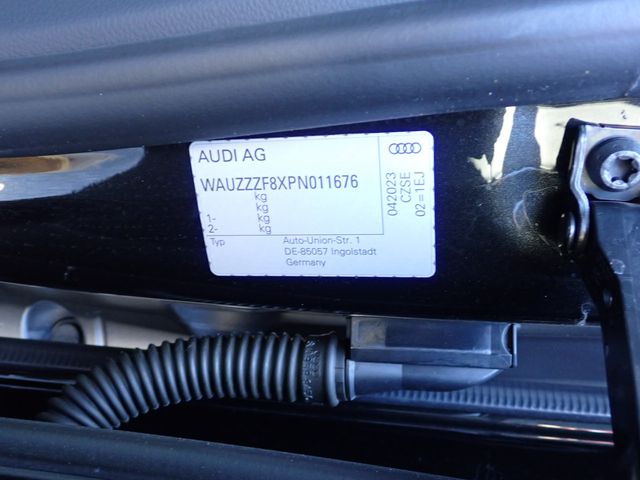 AUDI AG
WAUZZZF8XPN011676
kg
kg
1- kg
2- kg
Typ
Auto-Union-Str. 1
DE-85057 Ingolstadt
Germany
042023
CZSE
02=1EJ